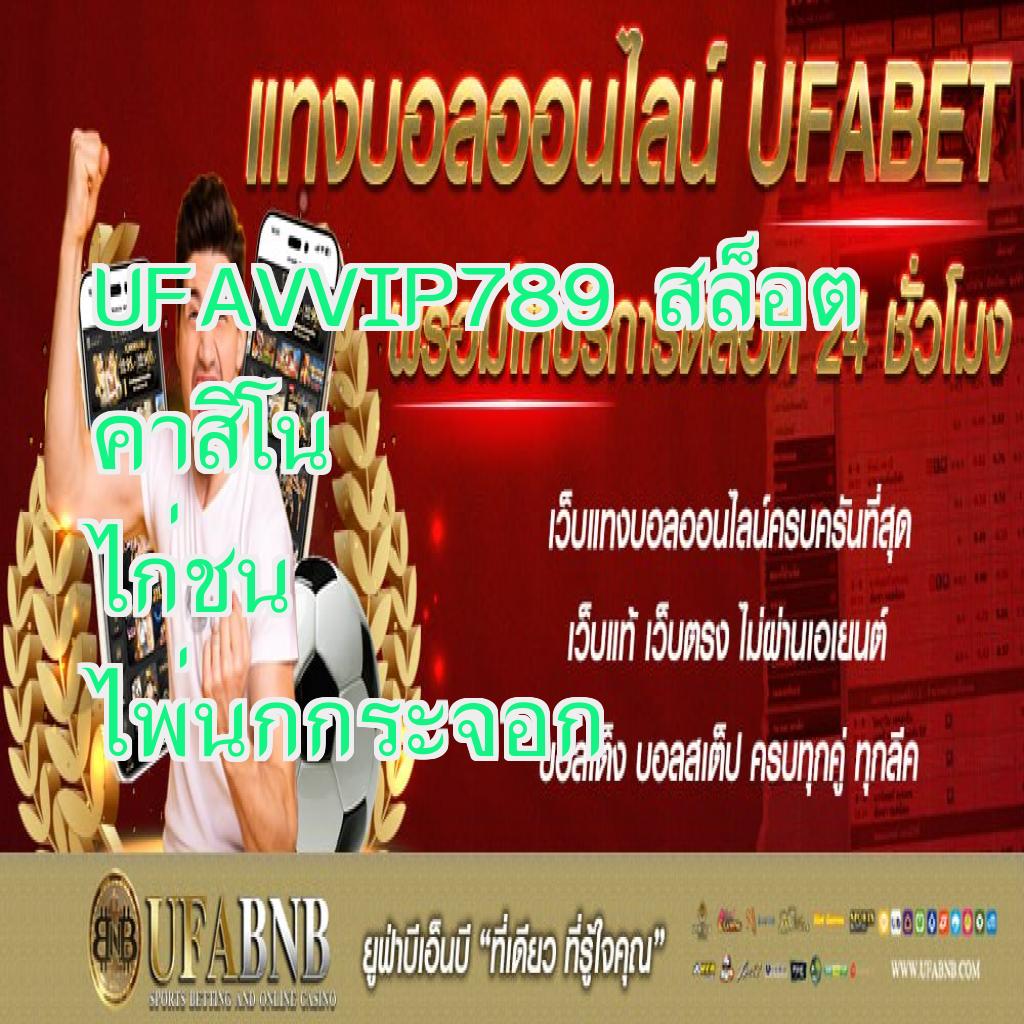 แทงบอลออนไลน์ UFABET
UFAVVIP789 สล็อต
พร้อมให้บริการตลอด 24 ชั่วโมง
คาสิโน
เว็บแทงบอลออนไลน์ครบครันที่สุด
ไก่ชน
เว็บแท้ เว็บตรง ไม่ผ่านเอเยนต์
ไพ่นกกระจอก
บอลเต็ง บอลสเต็ป ครบทุกคู่ ทุกลีค
UFABNB
SPORTS BETTING AND ONLINE CASINO
ยูฟ่าบีเอ็นบี “ที่เดียว ที่รู้ใจคุณ”
WWW.UFABNB.COM